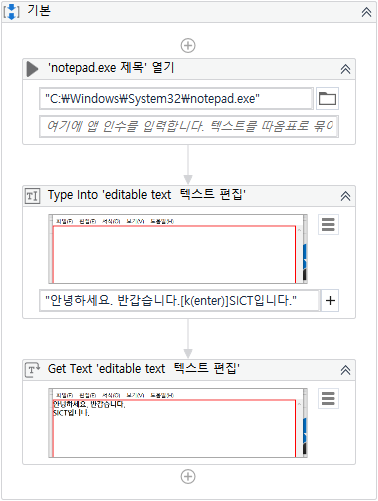 기본
'notepad.exe 제목' 열기
"C:₩Windows₩System32₩notepad.exe"
여기에 앱 인수를 입력합니다. 텍스트를 따옴표로 묶어
Type Into 'editable text 텍스트 편집'
파일(F) 편집(E) 서식(O) 보기(V) 도움말(H)
"안녕하세요. 반갑습니다.[k(enter)]SICT입니다."
Get Text 'editable text 텍스트 편집'
파일(F) 편집(E) 서식(O) 보기(V) 도움말(H)
안녕하세요. 반갑습니다.
SICT입니다.